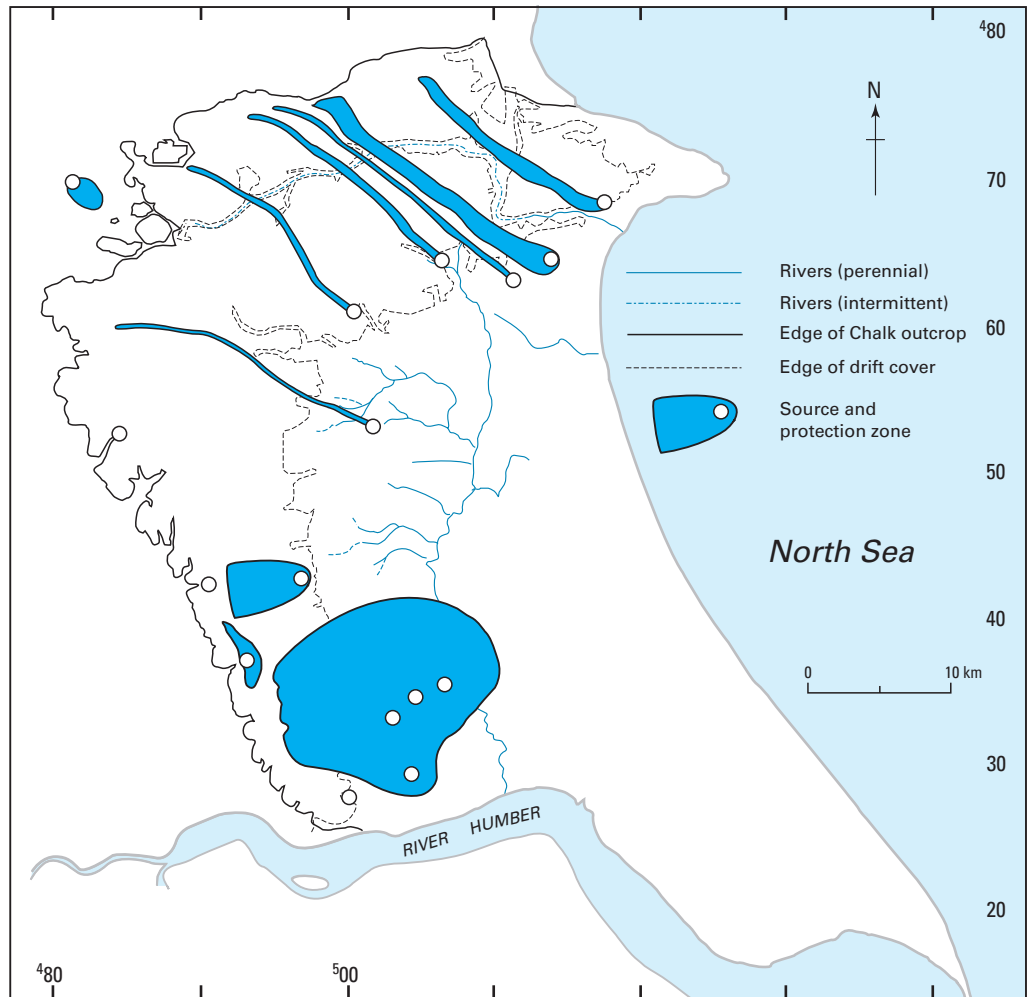 ⁴80
N
70
Rivers (perennial)
Rivers (intermittent)
Edge of Chalk outcrop
60
Edge of drift cover
Source and
protection zone
50
North Sea
40
0 10 km
30
RIVER HUMBER
20
⁴80 ⁵00